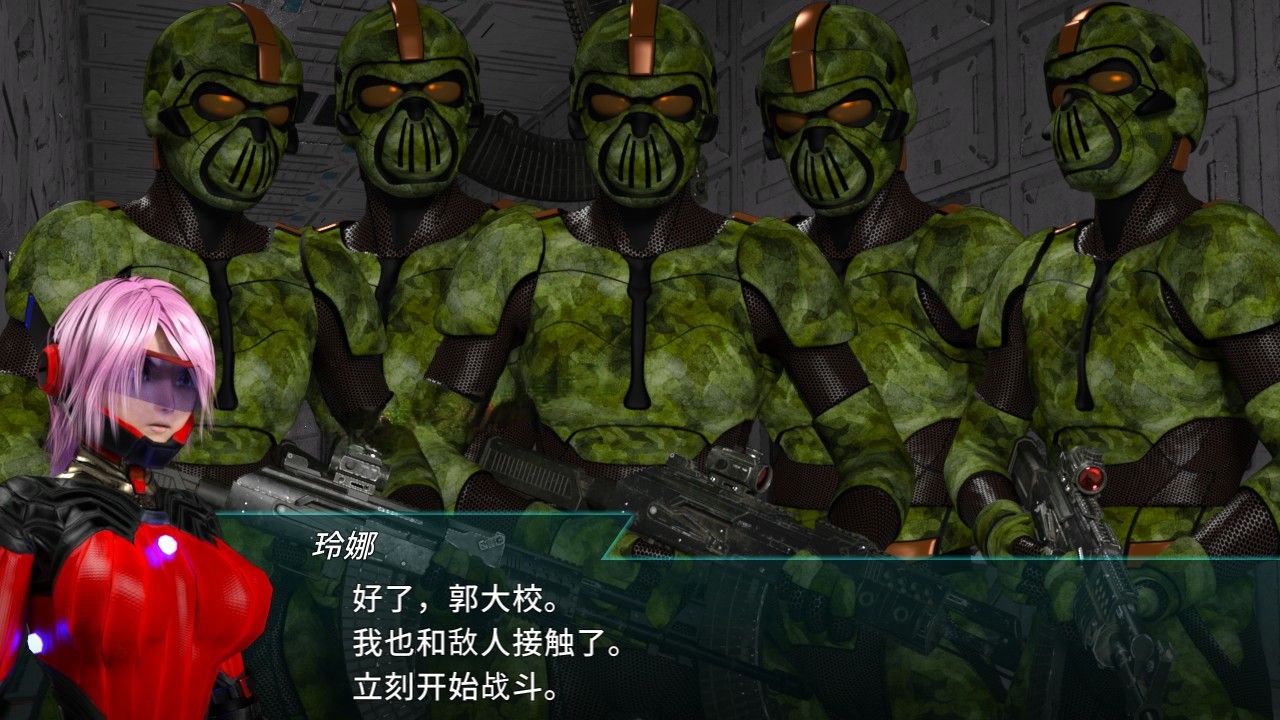 玲娜
好了，郭大校。
我也和敌人接触了。
立刻开始战斗。